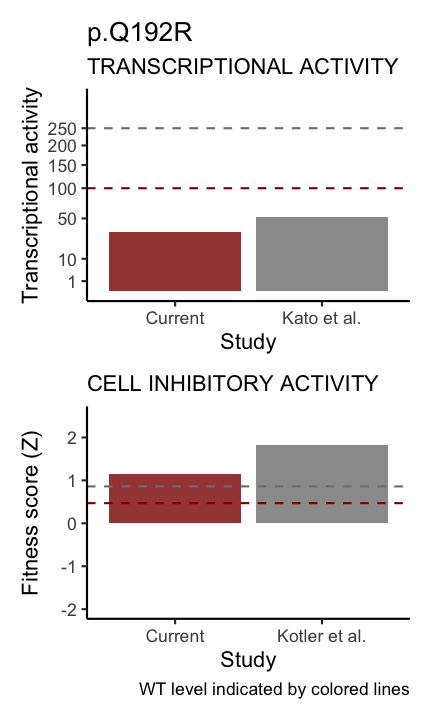 p.Q192R
TRANSCRIPTIONAL ACTIVITY
Transcriptional activity
250
200
150
100
50
10
1
Current
Kato et al.
Study
CELL INHIBITORY ACTIVITY
Fitness score (Z)
2
1
0
-1
-2
Current
Kotler et al.
Study
WT level indicated by colored lines